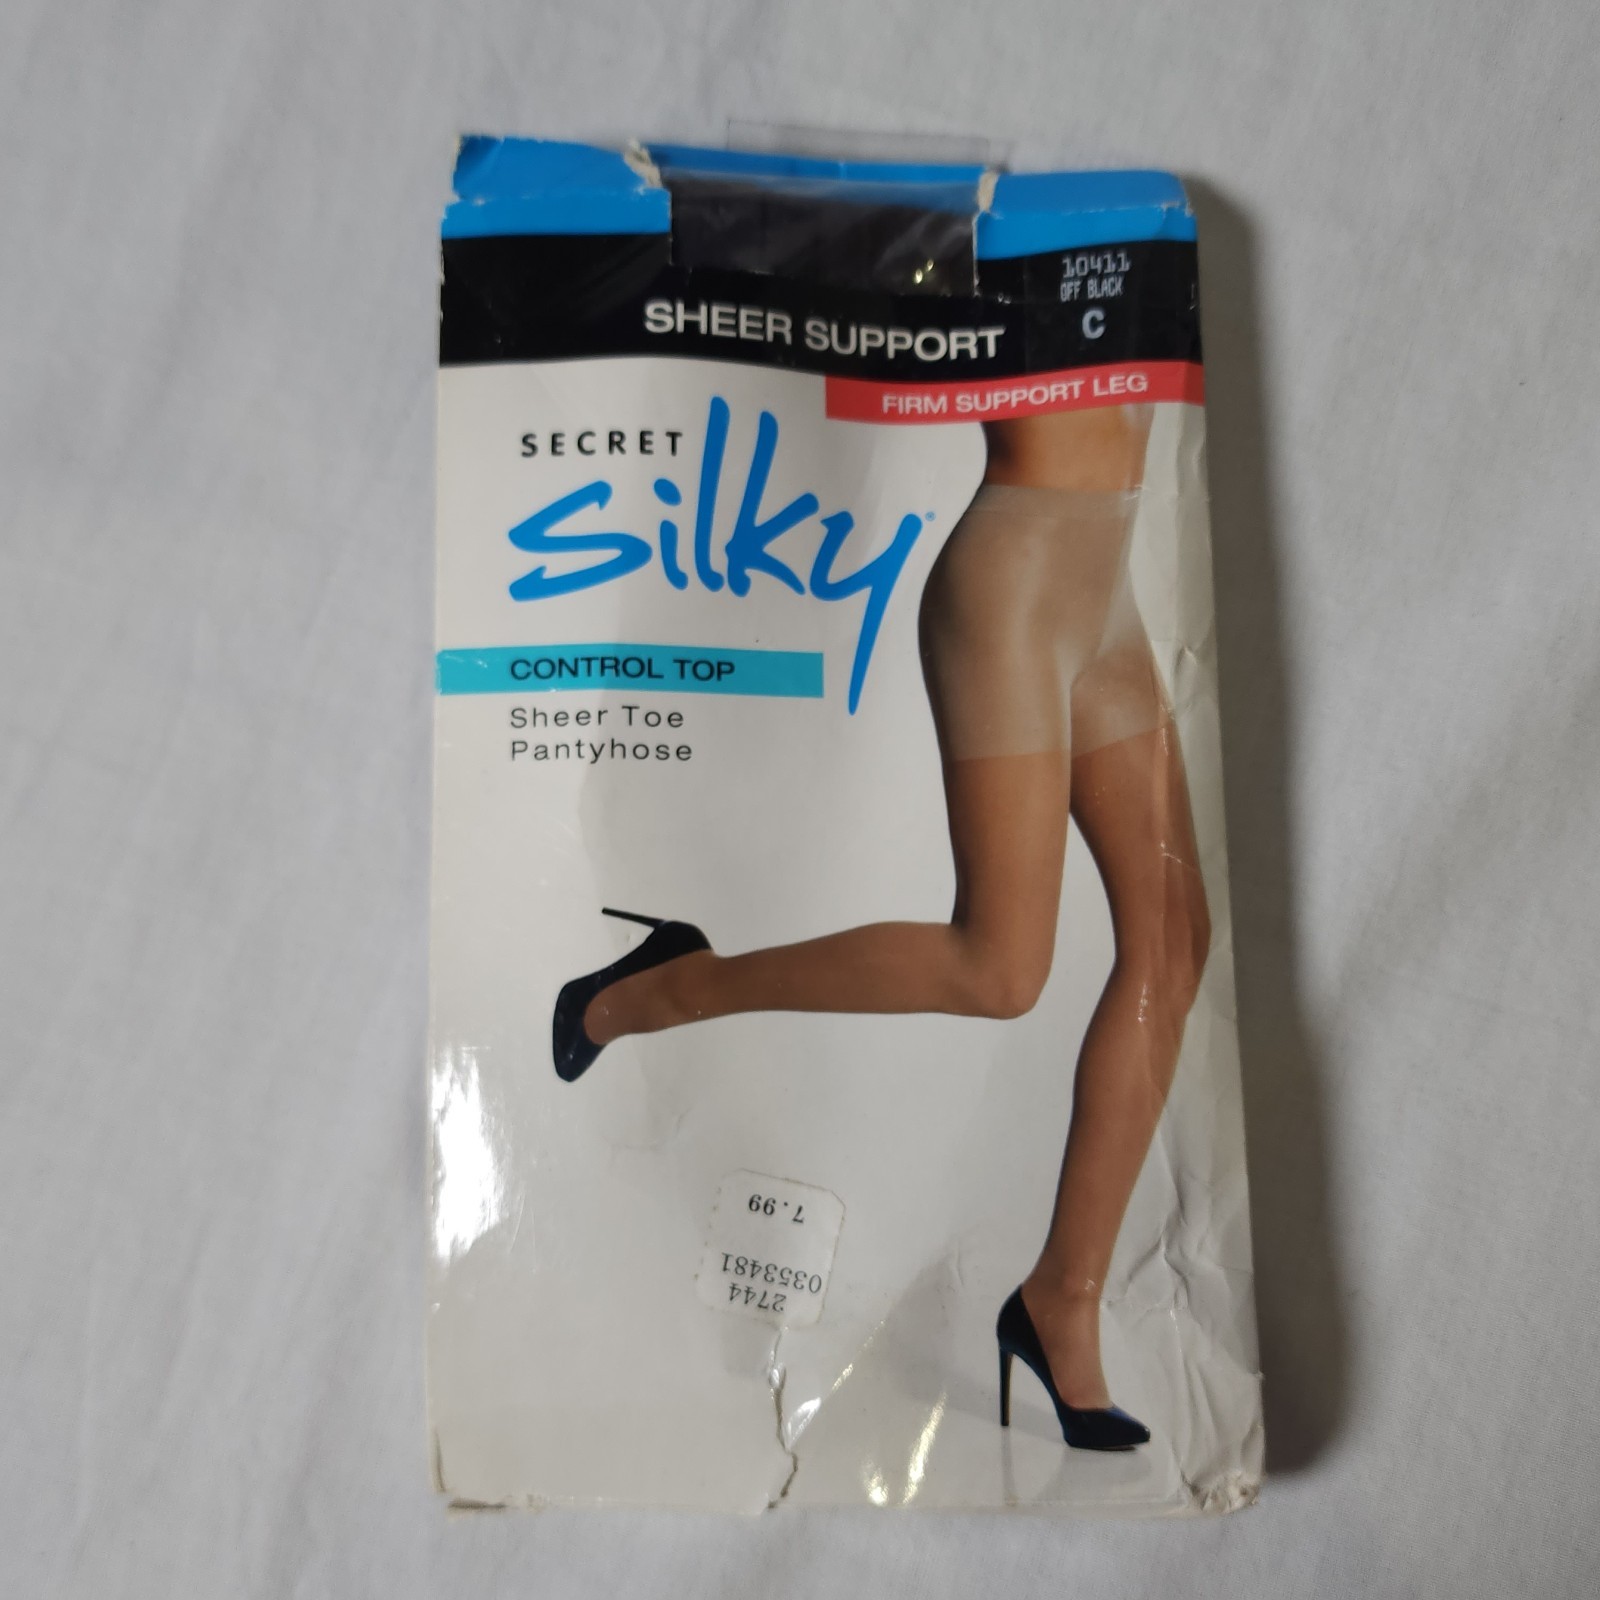 10411
OFF BLACK
C
SHEER SUPPORT
FIRM SUPPORT LEG
SECRET
silky®
CONTROL TOP
Sheer Toe
Pantyhose
2744
0353481
7.99